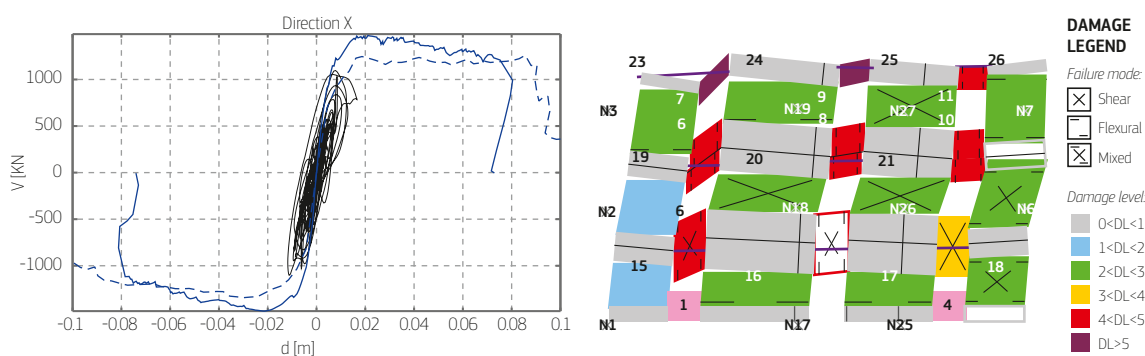 Direction X
1000
500
0
-500
-1000
V [KN]
-0.1 -0.08 -0.06 -0.04 -0.02 0 0.02 0.04 0.06 0.08 0.1
d [m]
23 24 25 26
N3 7 N19 9 N27 11 N7
6 8 10
19 20 21
N2 6 N18 N26 N6
15 16 17 18
1 4
N1 N17 N25
DAMAGE
LEGEND
Failure mode:
Shear
Flexural
Mixed
Damage level:
0<DL<1
1<DL<2
2<DL<3
3<DL<4
4<DL<5
DL>5